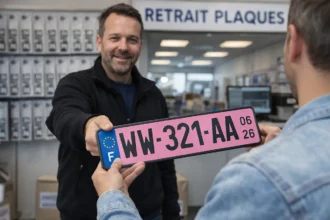 RETRAIT PLAQUES
F WW-321-AA 06
26